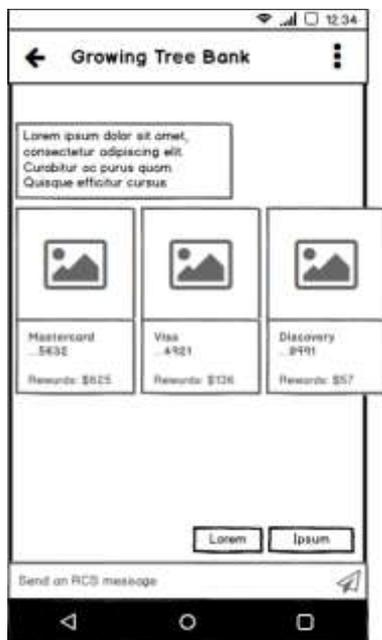 12:34
Growing Tree Bank
Lorem ipsum dolor sit amet,
consectetur adipiscing elit
Curabitur ac purus quam
Quisque efficitur cursus
Mastercard
...5632
Rewards: $625
Visa
...4921
Rewards: $126
Discovery
...8991
Rewards: $57
Lorem
Ipsum
Send an RCS message